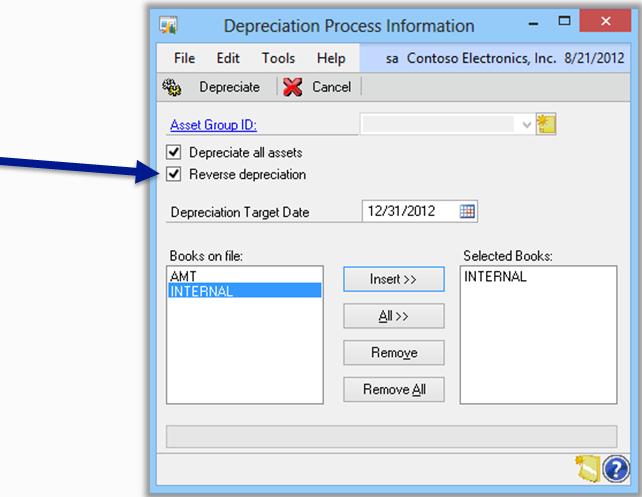 Depreciation Process Information
File Edit Tools Help sa Contoso Electronics, Inc. 8/21/2012
Depreciate Cancel
Asset Group ID:
Depreciate all assets
Reverse depreciation
Depreciation Target Date 12/31/2012
Books on file: Selected Books:
AMT Insert >> INTERNAL
INTERNAL
All >>
Remove
Remove All